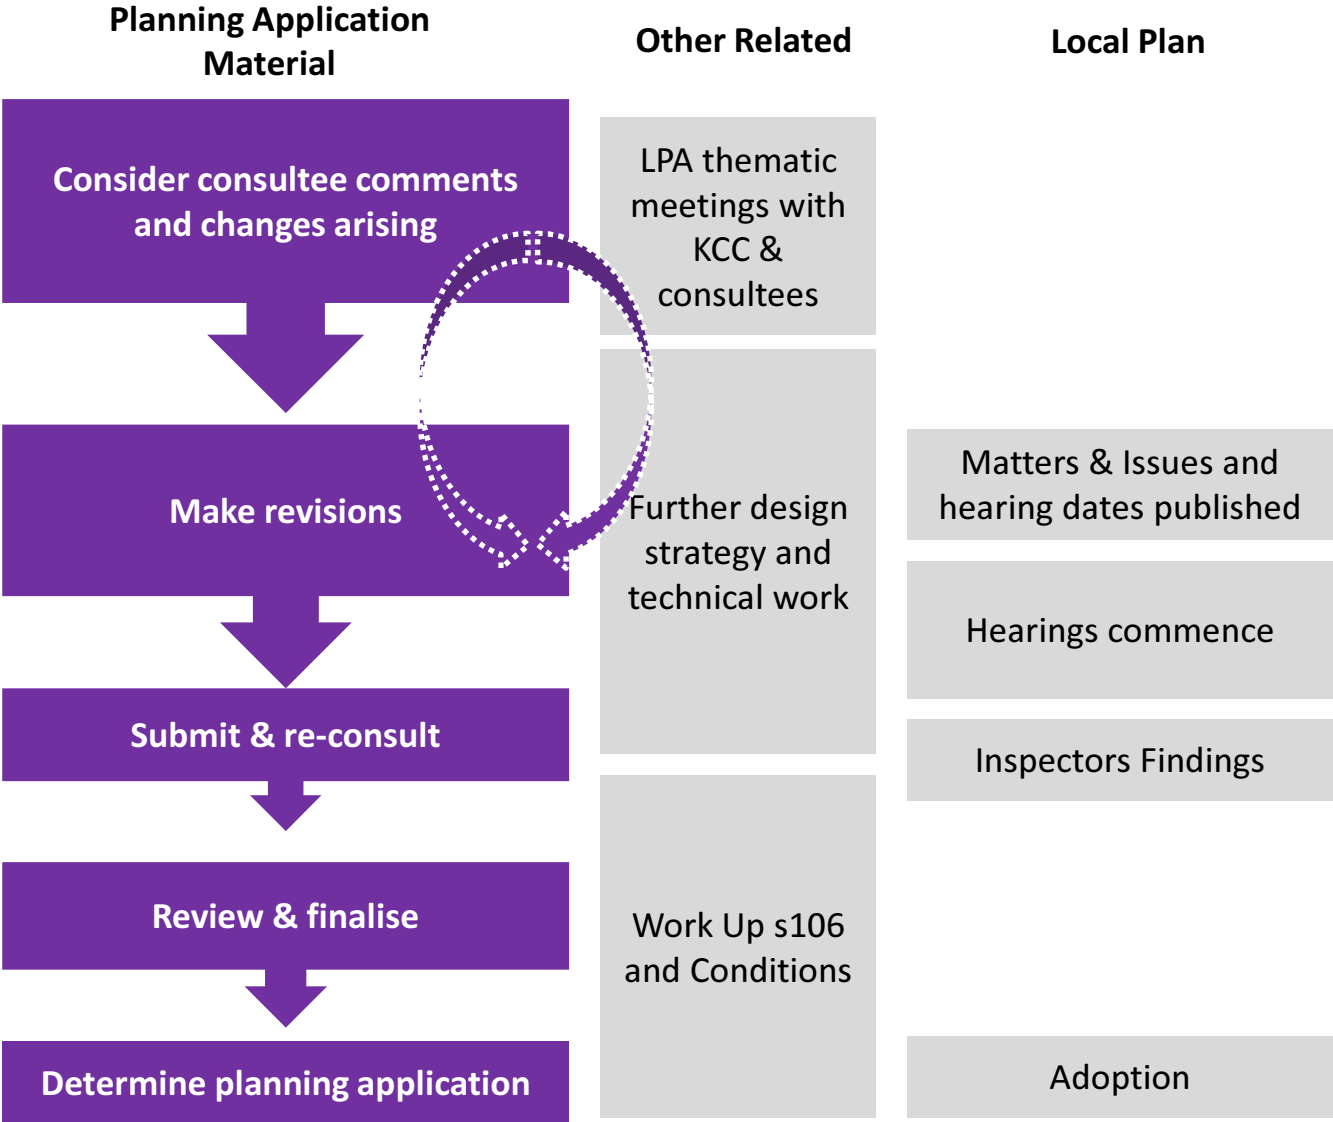 Planning Application
Material
Other Related
Local Plan
Consider consultee comments
and changes arising
LPA thematic
meetings with
KCC &
consultees
Make revisions
Further design
strategy and
technical work
Matters & Issues and
hearing dates published
Hearings commence
Submit & re-consult
Inspectors Findings
Review & finalise
Work Up s106
and Conditions
Determine planning application
Adoption